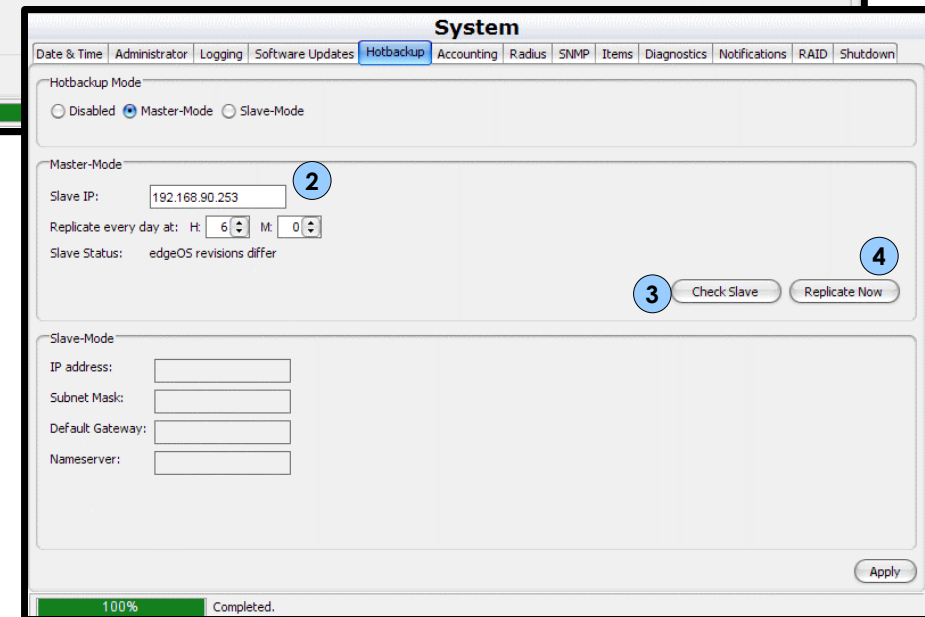 System
Date & Time Administrator Logging Software Updates Hotbackup Accounting Radius SNMP Items Diagnostics Notifications RAID Shutdown
Hotbackup Mode
Disabled Master-Mode Slave-Mode
Master-Mode
Slave IP: 192.168.90.253 2
Replicate every day at: H: 6 M: 0
Slave Status: edgeOS revisions differ
4
3 Check Slave Replicate Now
Slave-Mode
IP address:
Subnet Mask:
Default Gateway:
Nameserver:
Apply
100% Completed.